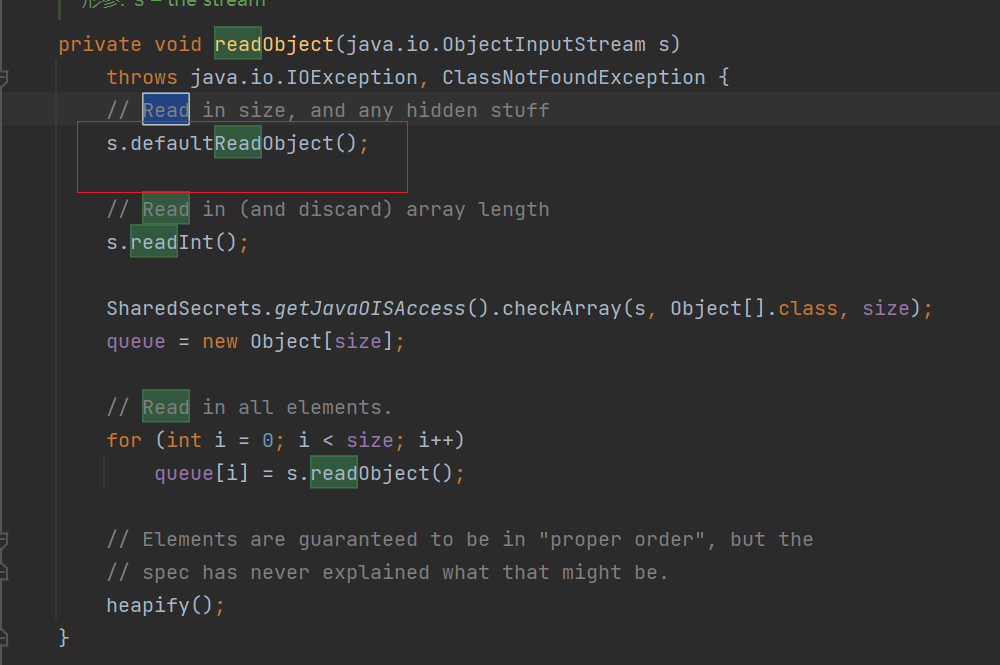 形参: s – the stream
private void readObject(java.io.ObjectInputStream s)
throws java.io.IOException, ClassNotFoundException {
// Read in size, and any hidden stuff
s.defaultReadObject();
// Read in (and discard) array length
s.readInt();
SharedSecrets.getJavaOISAccess().checkArray(s, Object[].class, size);
queue = new Object[size];
// Read in all elements.
for (int i = 0; i < size; i++)
queue[i] = s.readObject();
// Elements are guaranteed to be in "proper order", but the
// spec has never explained what that might be.
heapify();
}